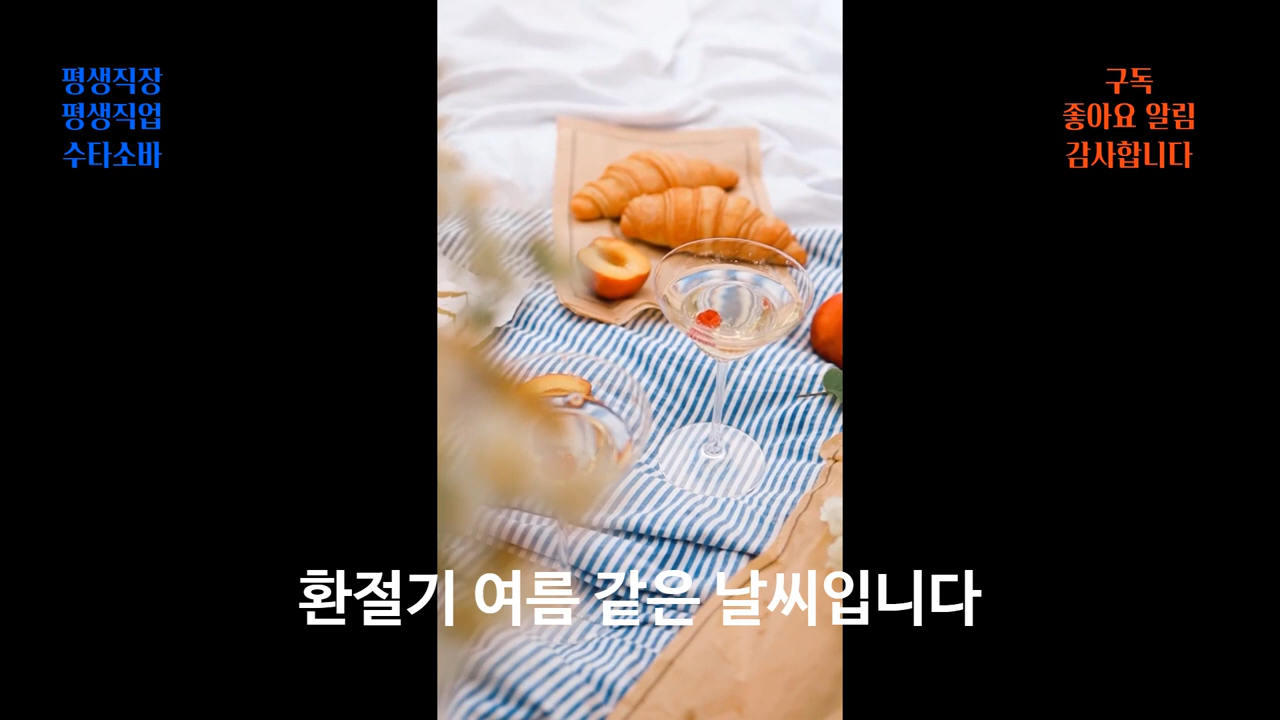 평생직장
평생직업
수타소바
구독
좋아요 알림
감사합니다
환절기 여름 같은 날씨입니다